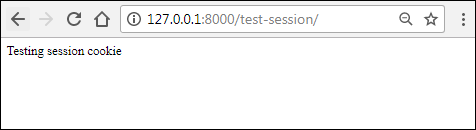 127.0.0.1:8000/test-session/
Testing session cookie